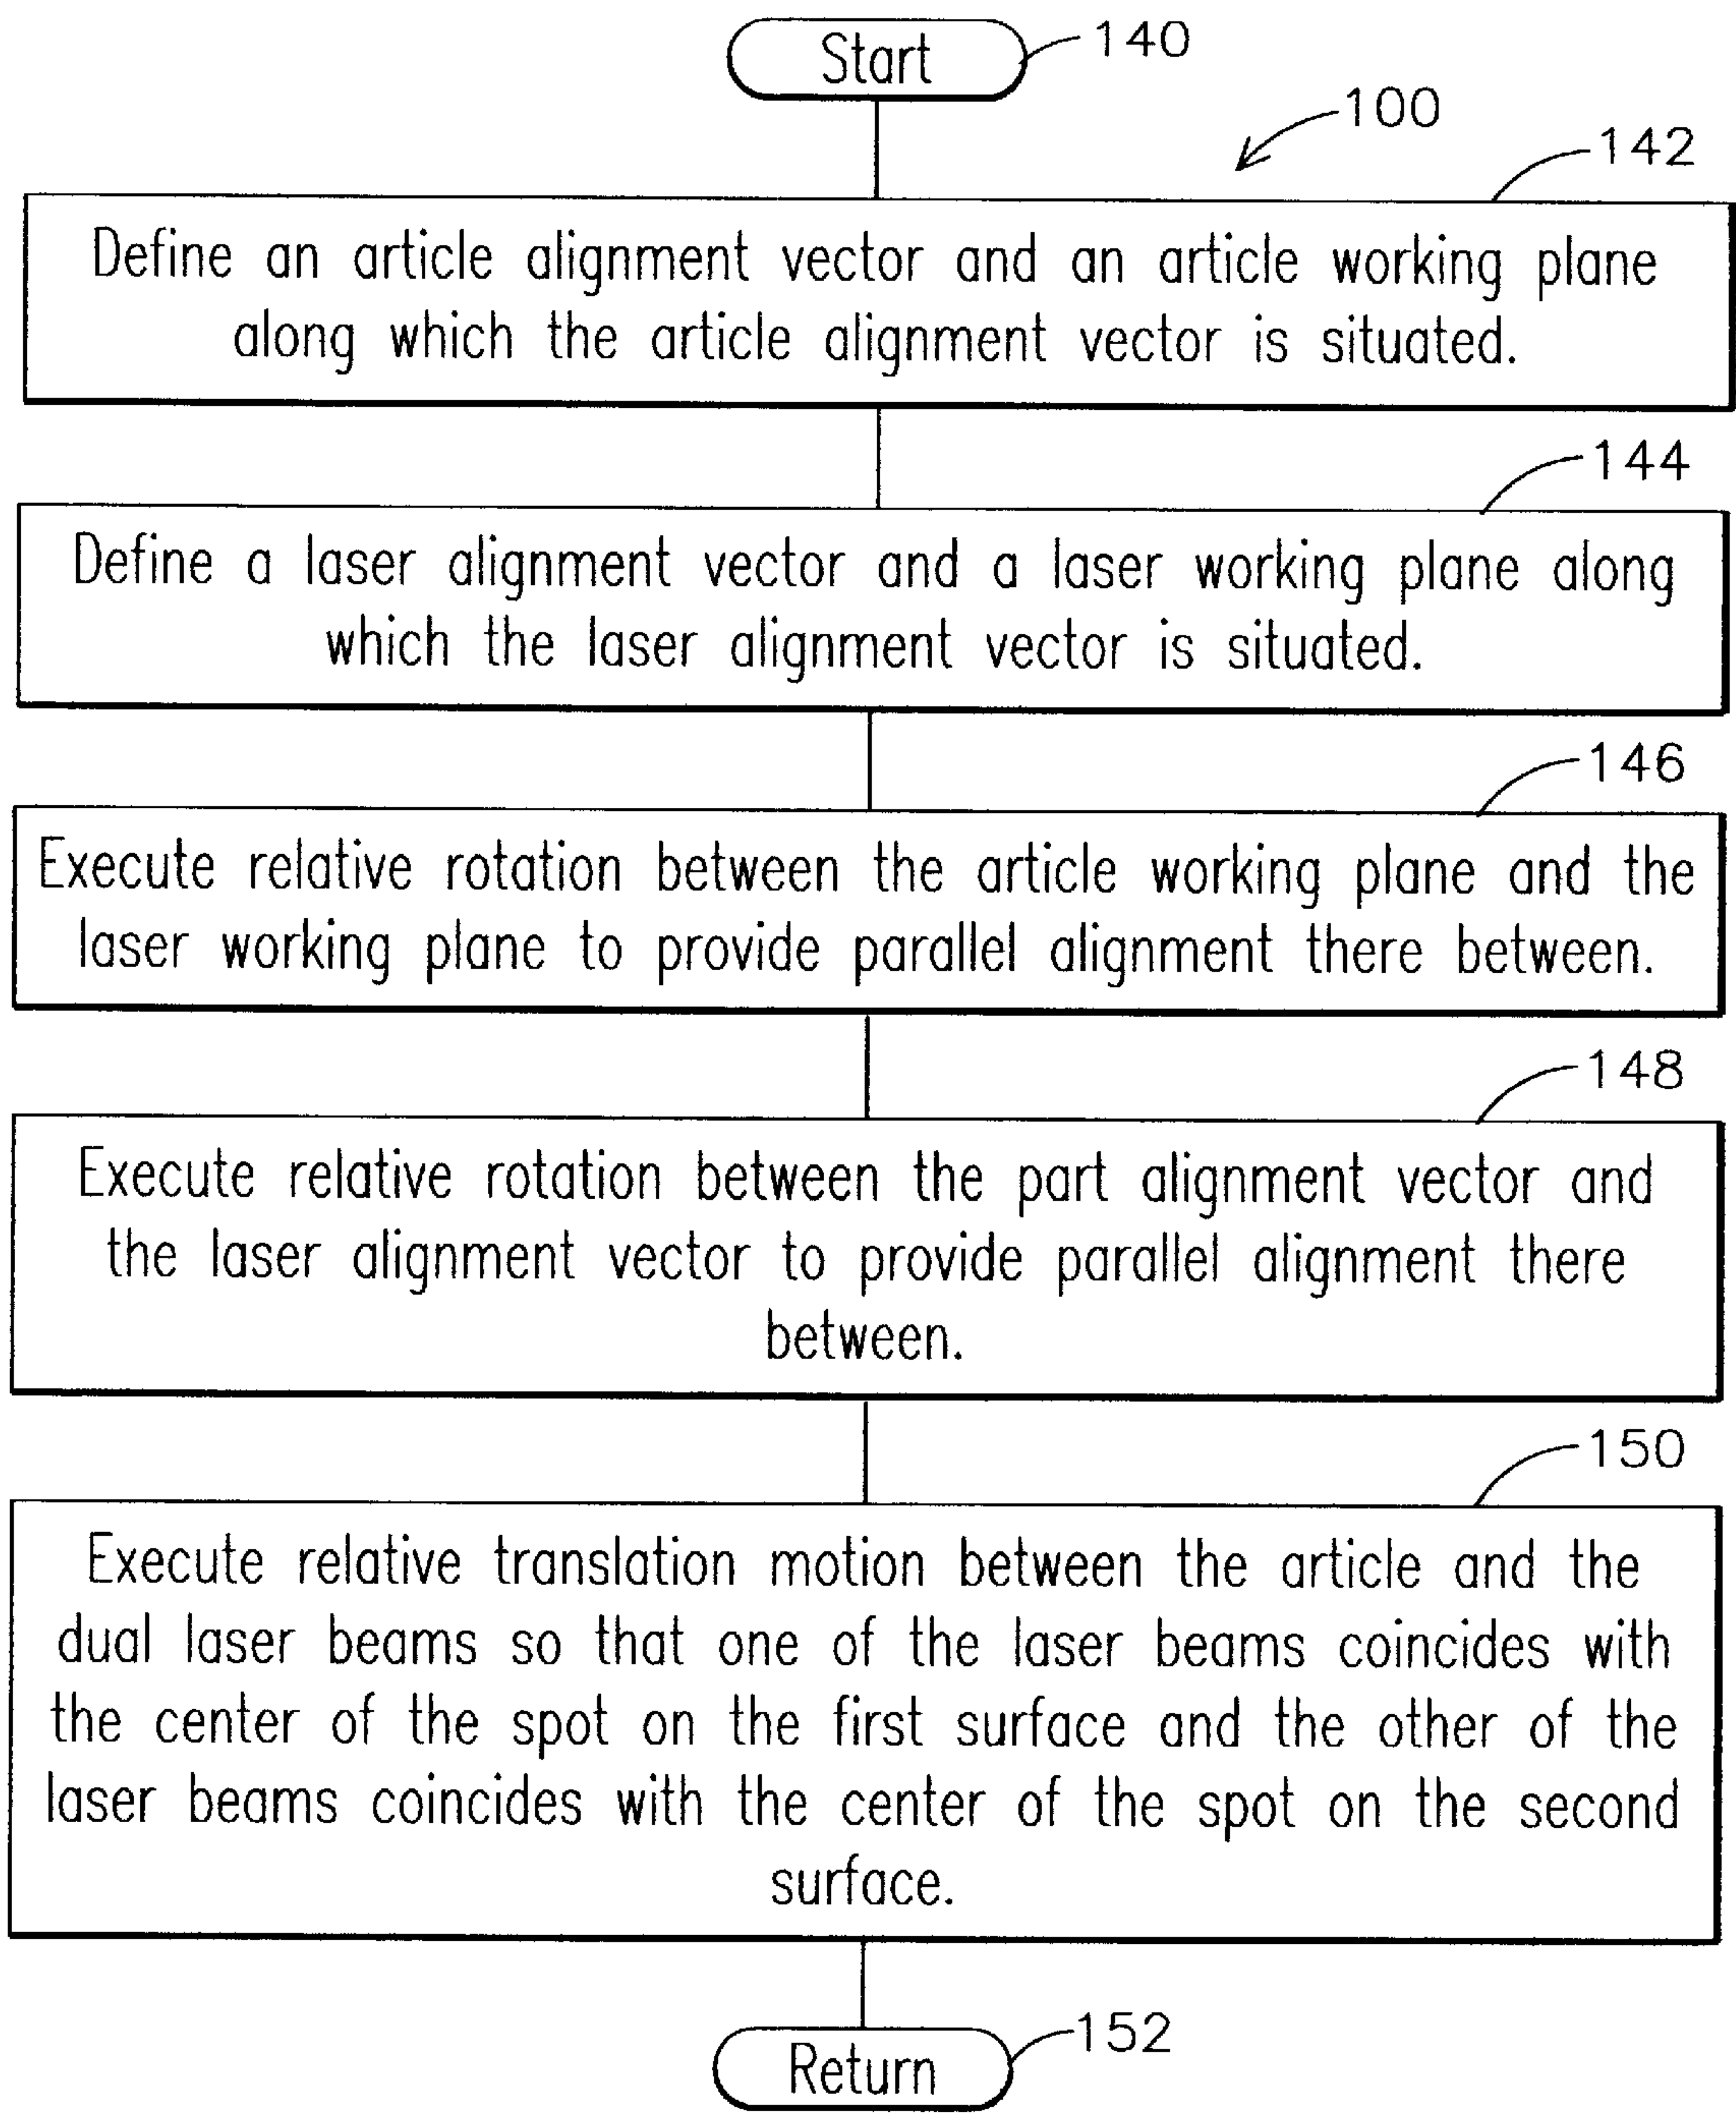 Start
140
100
142
Define an article alignment vector and an article working plane
along which the article alignment vector is situated.
144
Define a laser alignment vector and a laser working plane along
which the laser alignment vector is situated.
146
Execute relative rotation between the article working plane and the
laser working plane to provide parallel alignment there between.
148
Execute relative rotation between the part alignment vector and
the laser alignment vector to provide parallel alignment there
between.
150
Execute relative translation motion between the article and the
dual laser beams so that one of the laser beams coincides with
the center of the spot on the first surface and the other of the
laser beams coincides with the center of the spot on the second
surface.
Return
152